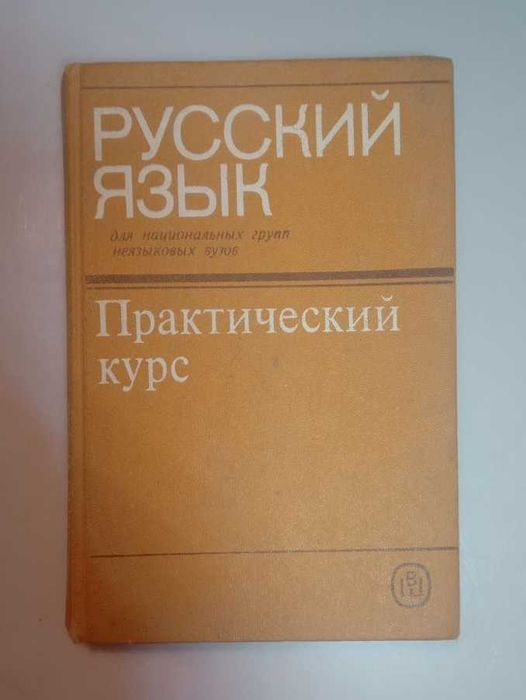 РУССКИЙ
ЯЗЫК
для национальных групп
неязыковых вузов
Практический
курс